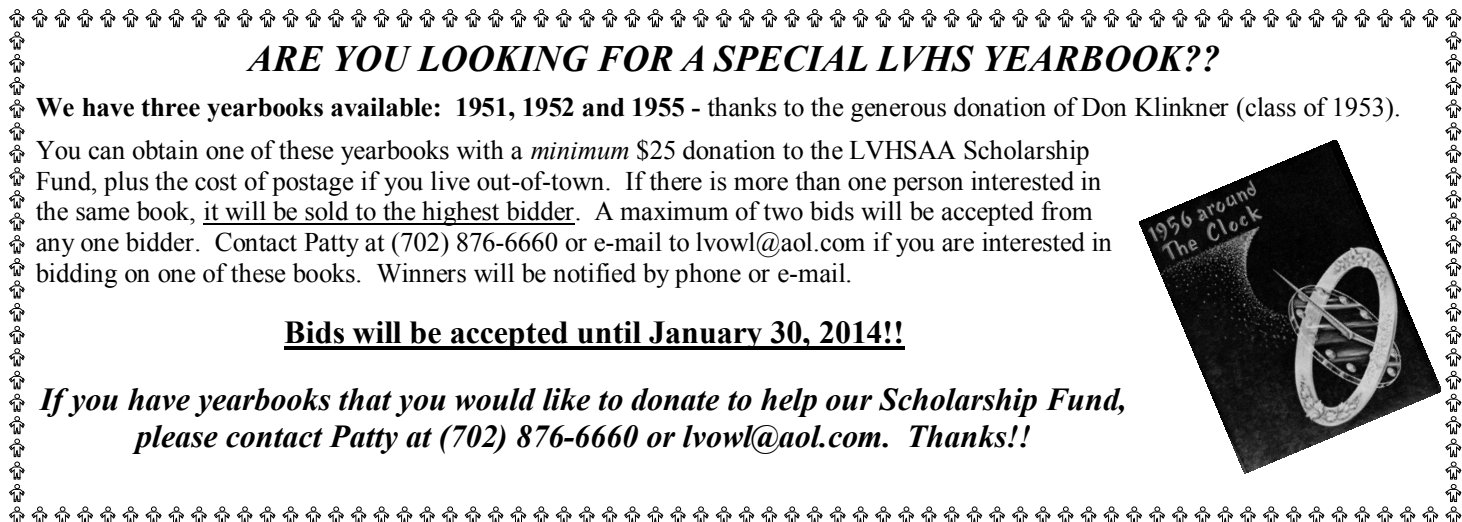 ARE YOU LOOKING FOR A SPECIAL LVHS YEARBOOK??
We have three yearbooks available:  1951, 1952 and 1955 - thanks to the generous donation of Don Klinkner (class of 1953).
You can obtain one of these yearbooks with a minimum $25 donation to the LVHSAA Scholarship
Fund, plus the cost of postage if you live out-of-town.  If there is more than one person interested in
the same book, it will be sold to the highest bidder.  A maximum of two bids will be accepted from
any one bidder.  Contact Patty at (702) 876-6660 or e-mail to lvowl@aol.com if you are interested in
bidding on one of these books.  Winners will be notified by phone or e-mail.
1956 around
The Clock
Bids will be accepted until January 30, 2014!!
If you have yearbooks that you would like to donate to help our Scholarship Fund,
please contact Patty at (702) 876-6660 or lvowl@aol.com.  Thanks!!